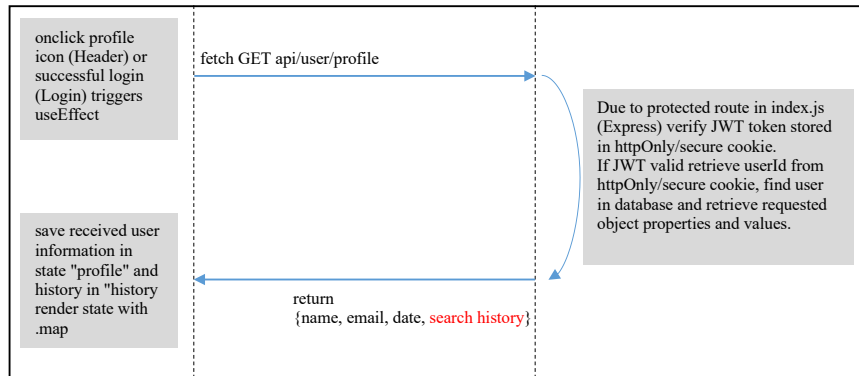 onclick profile
icon (Header) or
successful login
(Login) triggers
useEffect
fetch GET api/user/profile
Due to protected route in index.js
(Express) verify JWT token stored
in httpOnly/secure cookie.
If JWT valid retrieve userId from
httpOnly/secure cookie, find user
in database and retrieve requested
object properties and values.
save received user
information in
state "profile" and
history in "history
render state with
.map
return
{name, email, date, search history}